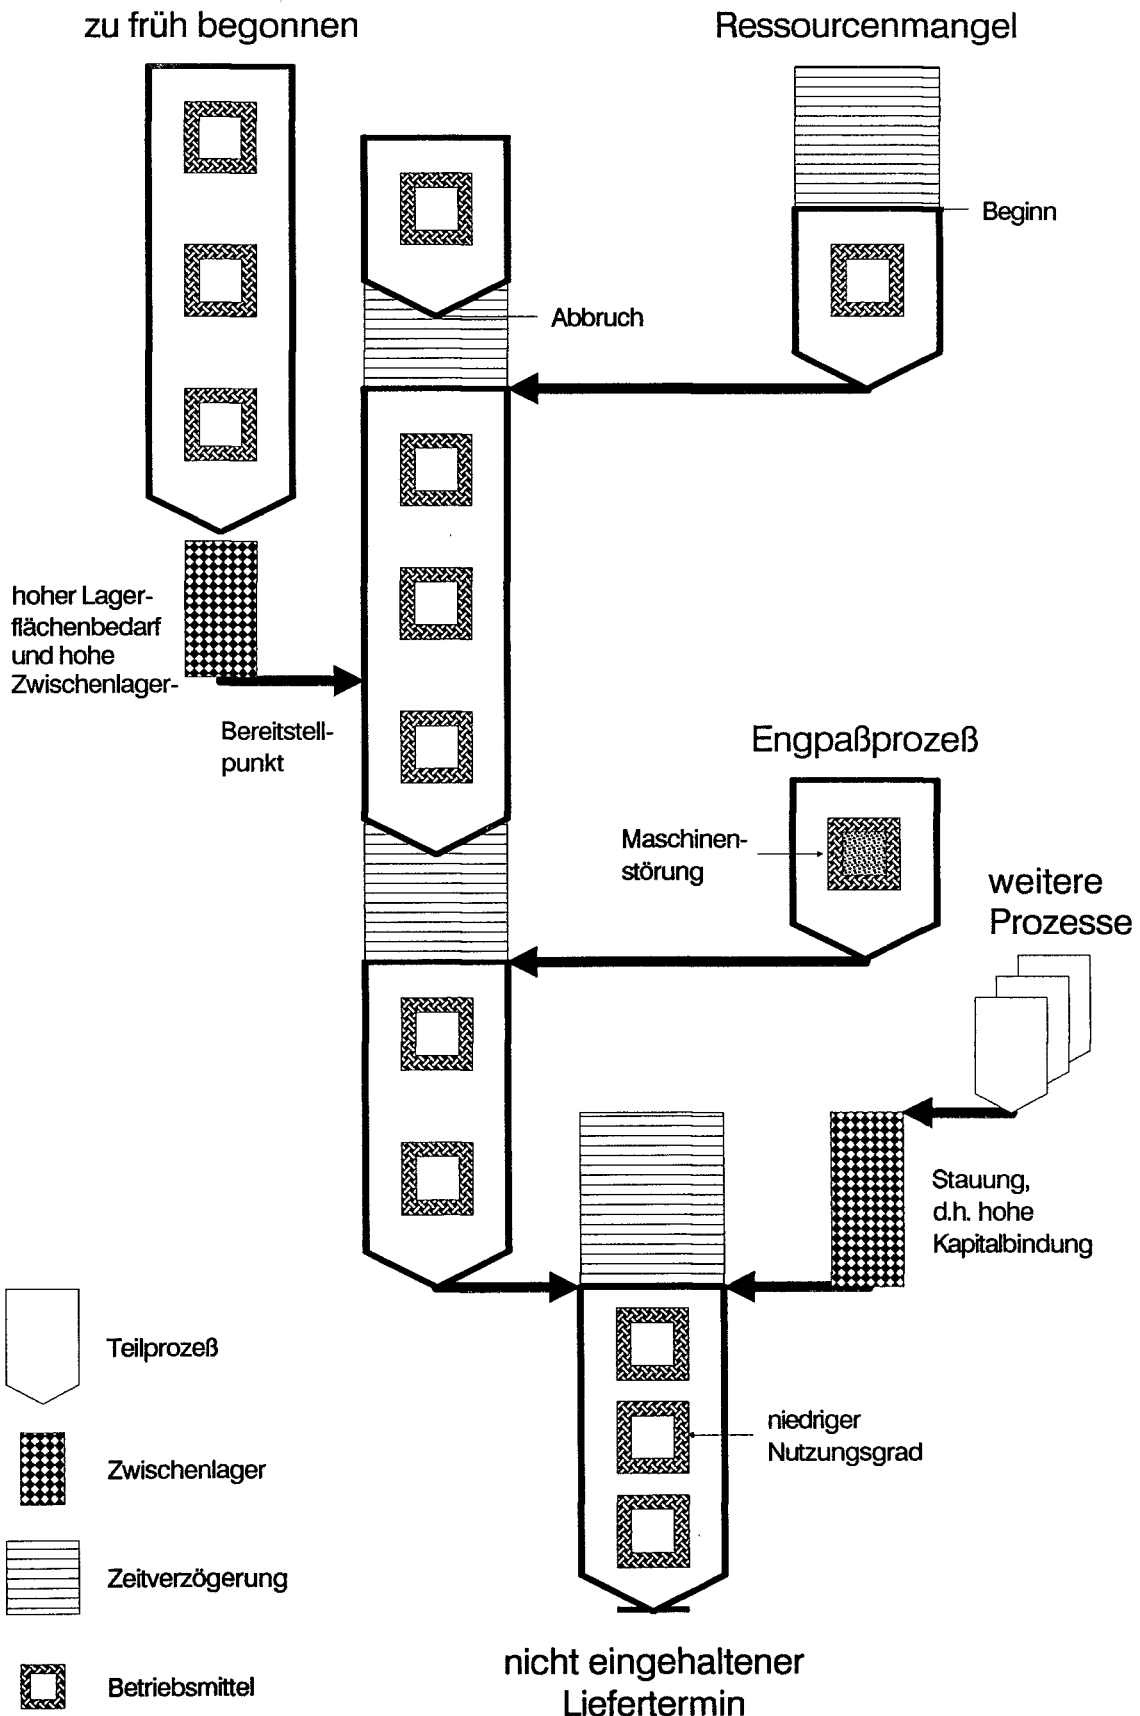 zu früh begonnen
Ressourcenmangel
Beginn
Abbruch
hoher Lager-
flächenbedarf
und hohe
Zwischenlager-
Bereitstell-
punkt
Engpaßprozeß
Maschinen-
störung
weitere
Prozesse
Stauung,
d.h. hohe
Kapitalbindung
Teilprozeß
niedriger
Nutzungsgrad
Zwischenlager
Zeitverzögerung
Betriebsmittel
nicht eingehaltener
Liefertermin